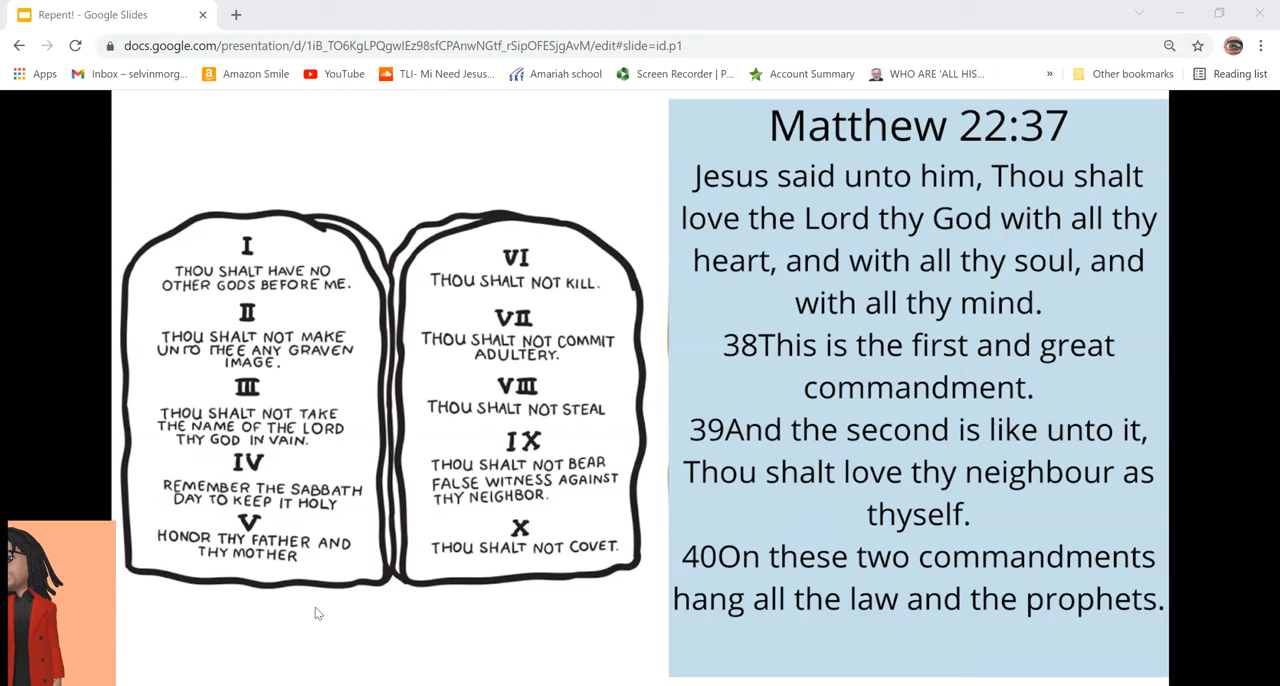 Repent! - Google Slides
docs.google.com/presentation/d/1iB_TO6KgLPQgwIEz98sfCPAnwNGtf_rSipOFESjgAvM/edit#slide=id.p1
Apps
Inbox – selvinmorg...
Amazon Smile
YouTube
TLI- Mi Need Jesus...
Amariah school
Screen Recorder | P...
Account Summary
WHO ARE 'ALL HIS...
»
Other bookmarks
Reading list
I
THOU SHALT HAVE NO
OTHER GODS BEFORE ME.
II
THOU SHALT NOT MAKE
UNTO THEE ANY GRAVEN
IMAGE.
III
THOU SHALT NOT TAKE
THE NAME OF THE LORD
THY GOD IN VAIN.
IV
REMEMBER THE SABBATH
DAY TO KEEP IT HOLY
V
HONOR THY FATHER AND
THY MOTHER
VI
THOU SHALT NOT KILL.
VII
THOU SHALT NOT COMMIT
ADULTERY.
VIII
THOU SHALT NOT STEAL
IX
THOU SHALT NOT BEAR
FALSE WITNESS AGAINST
THY NEIGHBOR.
X
THOU SHALT NOT COVET.
Matthew 22:37
Jesus said unto him, Thou shalt
love the Lord thy God with all thy
heart, and with all thy soul, and
with all thy mind.
38This is the first and great
commandment.
39And the second is like unto it,
Thou shalt love thy neighbour as
thyself.
40On these two commandments
hang all the law and the prophets.